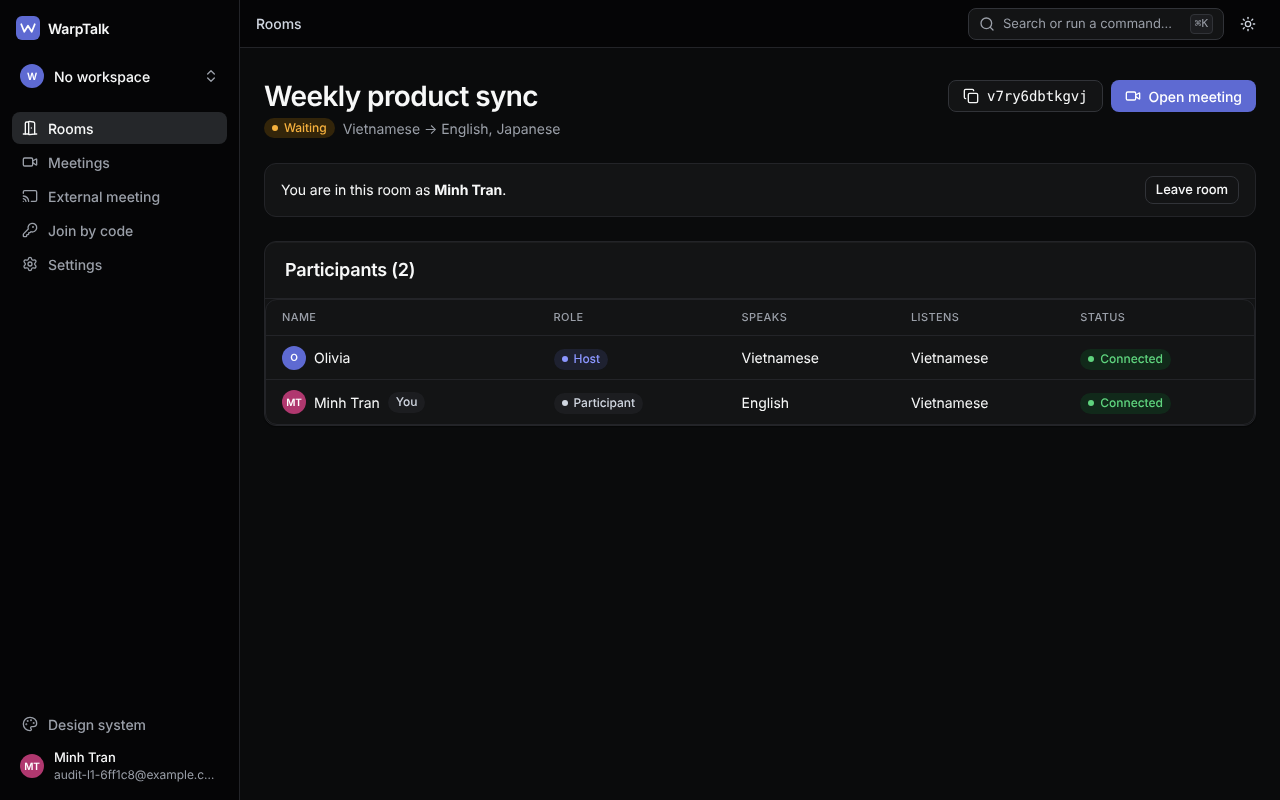 WarpTalk
Rooms
Search or run a command...
⌘K
W
No workspace
Rooms
Meetings
External meeting
Join by code
Settings
Weekly product sync
v7ry6dbtkgvj
Open meeting
Waiting
Vietnamese → English, Japanese
You are in this room as Minh Tran.
Leave room
Participants (2)
NAME ROLE SPEAKS LISTENS STATUS
O Olivia Host Vietnamese Vietnamese Connected
MT Minh Tran You Participant English Vietnamese Connected
Design system
MT
Minh Tran
audit-l1-6ff1c8@example.c...